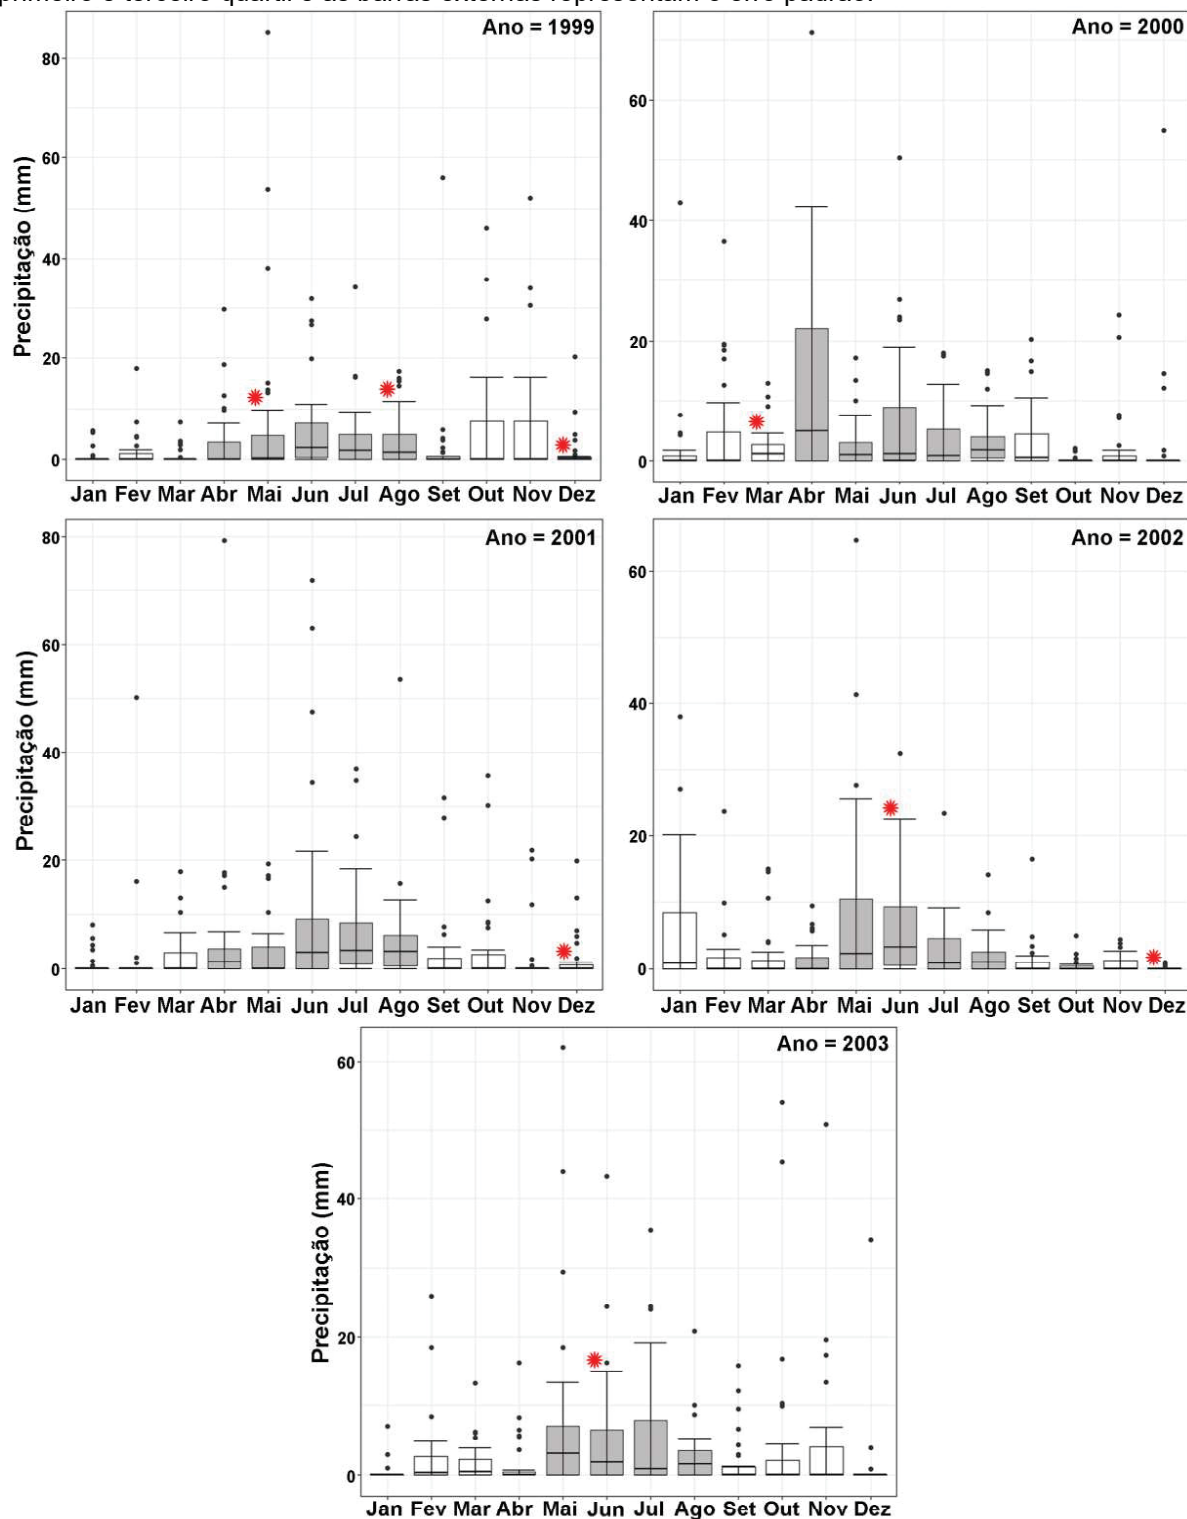 primeiro e terceiro quartil e as barras externas representam o erro padrão.
Ano = 1999
Precipitação (mm)
80
60
40
20
0
Jan Fev Mar Abr Mai Jun Jul Ago Set Out Nov Dez
Ano = 2000
60
40
20
0
Jan Fev Mar Abr Mai Jun Jul Ago Set Out Nov Dez
Ano = 2001
Precipitação (mm)
80
60
40
20
0
Jan Fev Mar Abr Mai Jun Jul Ago Set Out Nov Dez
Ano = 2002
60
40
20
0
Jan Fev Mar Abr Mai Jun Jul Ago Set Out Nov Dez
Ano = 2003
Precipitação (mm)
60
40
20
0
Jan Fev Mar Abr Mai Jun Jul Ago Set Out Nov Dez